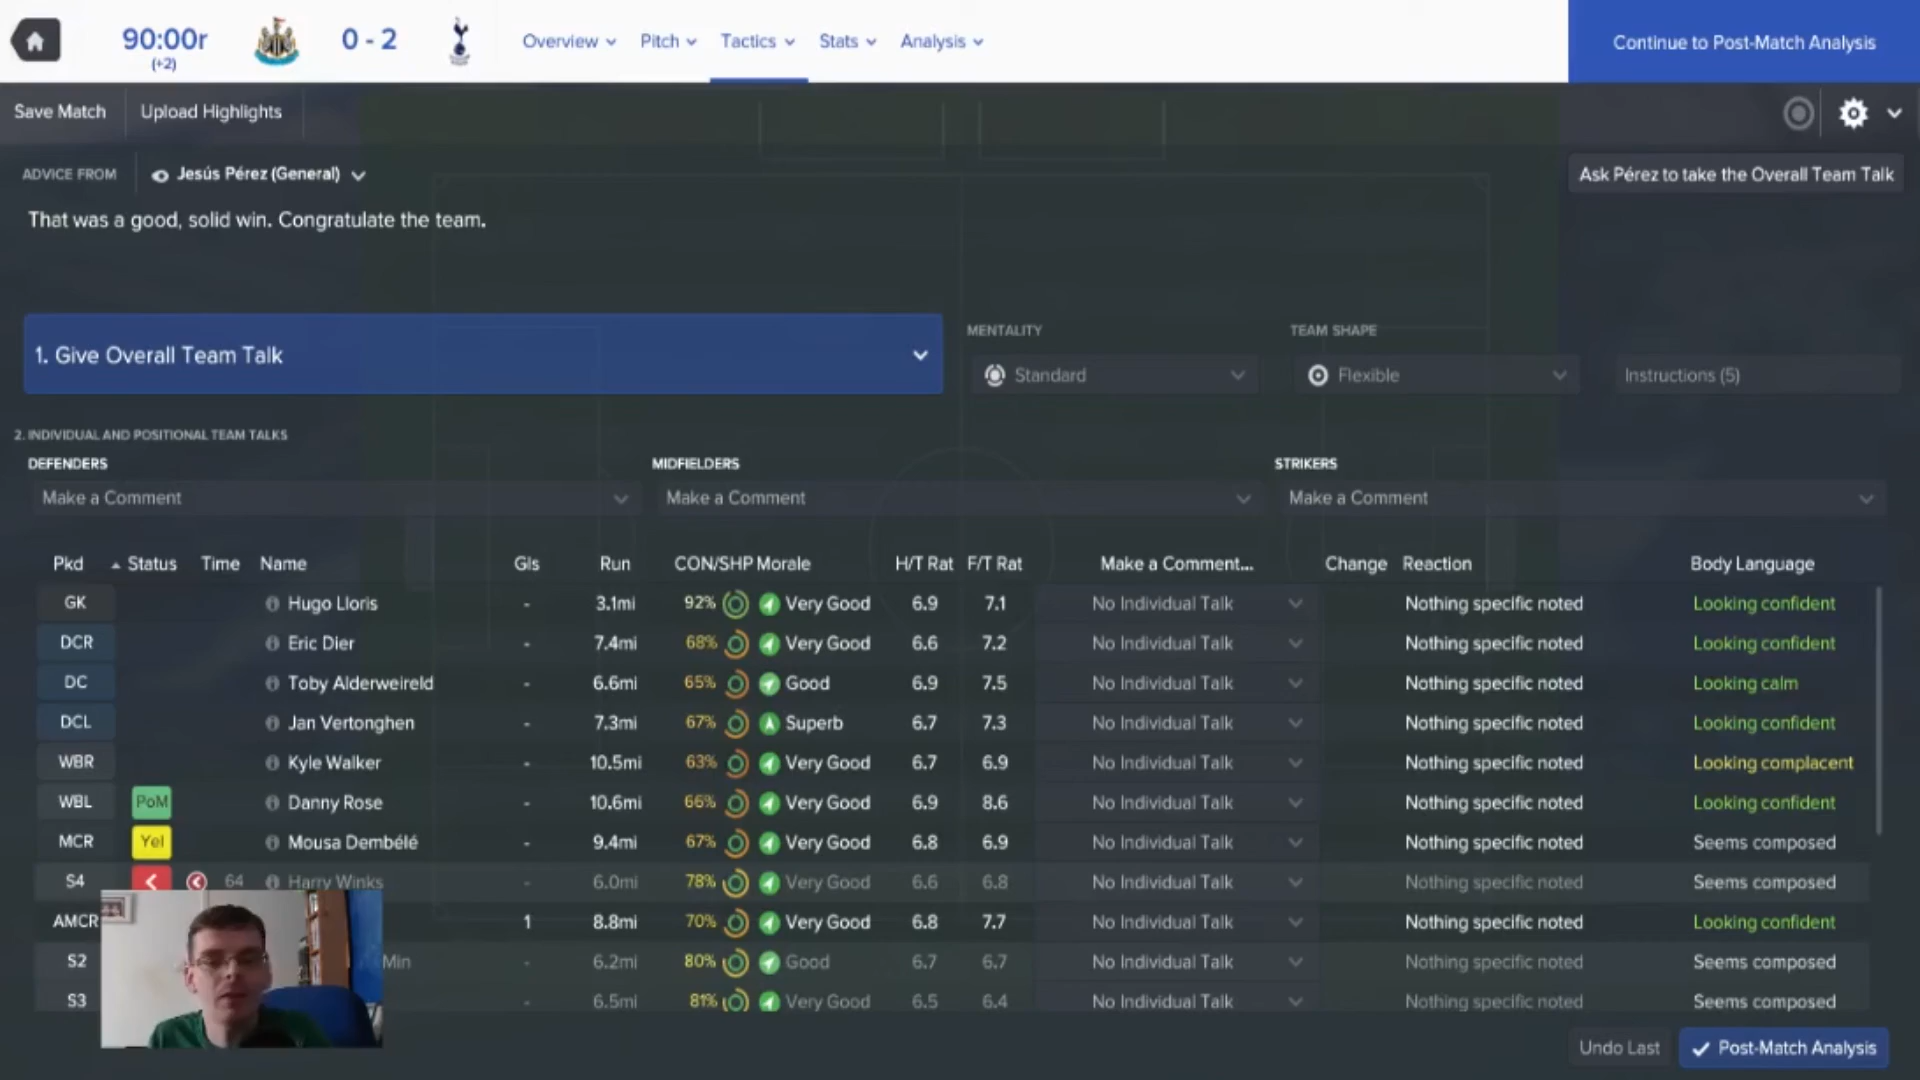 90:00r 0 - 2 Overview Pitch Tactics Stats Analysis Continue to Post-Match Analysis
(+2)
Save Match Upload Highlights
ADVICE FROM Jesús Pérez (General) Ask Pérez to take the Overall Team Talk
That was a good, solid win. Congratulate the team.
MENTALITY TEAM SHAPE
1. Give Overall Team Talk Standard Flexible Instructions (5)
2. INDIVIDUAL AND POSITIONAL TEAM TALKS
DEFENDERS MIDFIELDERS STRIKERS
Make a Comment Make a Comment Make a Comment
Pkd Status Time Name Gls Run CON/SHP Morale H/T Rat F/T Rat Make a Comment... Change Reaction Body Language
GK Hugo Lloris - 3.1mi 92% Very Good 6.9 7.1 No Individual Talk Nothing specific noted Looking confident
DCR Eric Dier - 7.4mi 68% Very Good 6.6 7.2 No Individual Talk Nothing specific noted Looking confident
DC Toby Alderweireld - 6.6mi 65% Good 6.9 7.5 No Individual Talk Nothing specific noted Looking calm
DCL Jan Vertonghen - 7.3mi 67% Superb 6.7 7.3 No Individual Talk Nothing specific noted Looking confident
WBR Kyle Walker - 10.5mi 63% Very Good 6.7 6.9 No Individual Talk Nothing specific noted Looking complacent
WBL PoM Danny Rose - 10.6mi 66% Very Good 6.9 8.6 No Individual Talk Nothing specific noted Looking confident
MCR Yel Mousa Dembélé - 9.4mi 67% Very Good 6.8 6.9 No Individual Talk Nothing specific noted Seems composed
S4 64 Harry Winks - 6.0mi 78% Very Good 6.6 6.8 No Individual Talk Nothing specific noted Seems composed
AMCR 1 8.8mi 70% Very Good 6.8 7.7 No Individual Talk Nothing specific noted Looking confident
S2 Min - 6.2mi 80% Good 6.7 6.7 No Individual Talk Nothing specific noted Seems composed
S3 - 6.5mi 81% Very Good 6.5 6.4 No Individual Talk Nothing specific noted Seems composed
Undo Last Post-Match Analysis